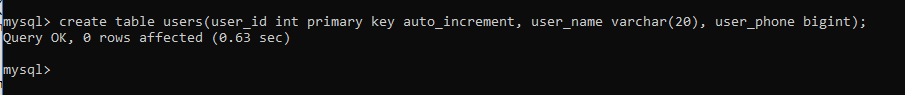 mysql> create table users(user_id int primary key auto_increment, user_name varchar(20), user_phone bigint);
Query OK, 0 rows affected (0.63 sec)
mysql>